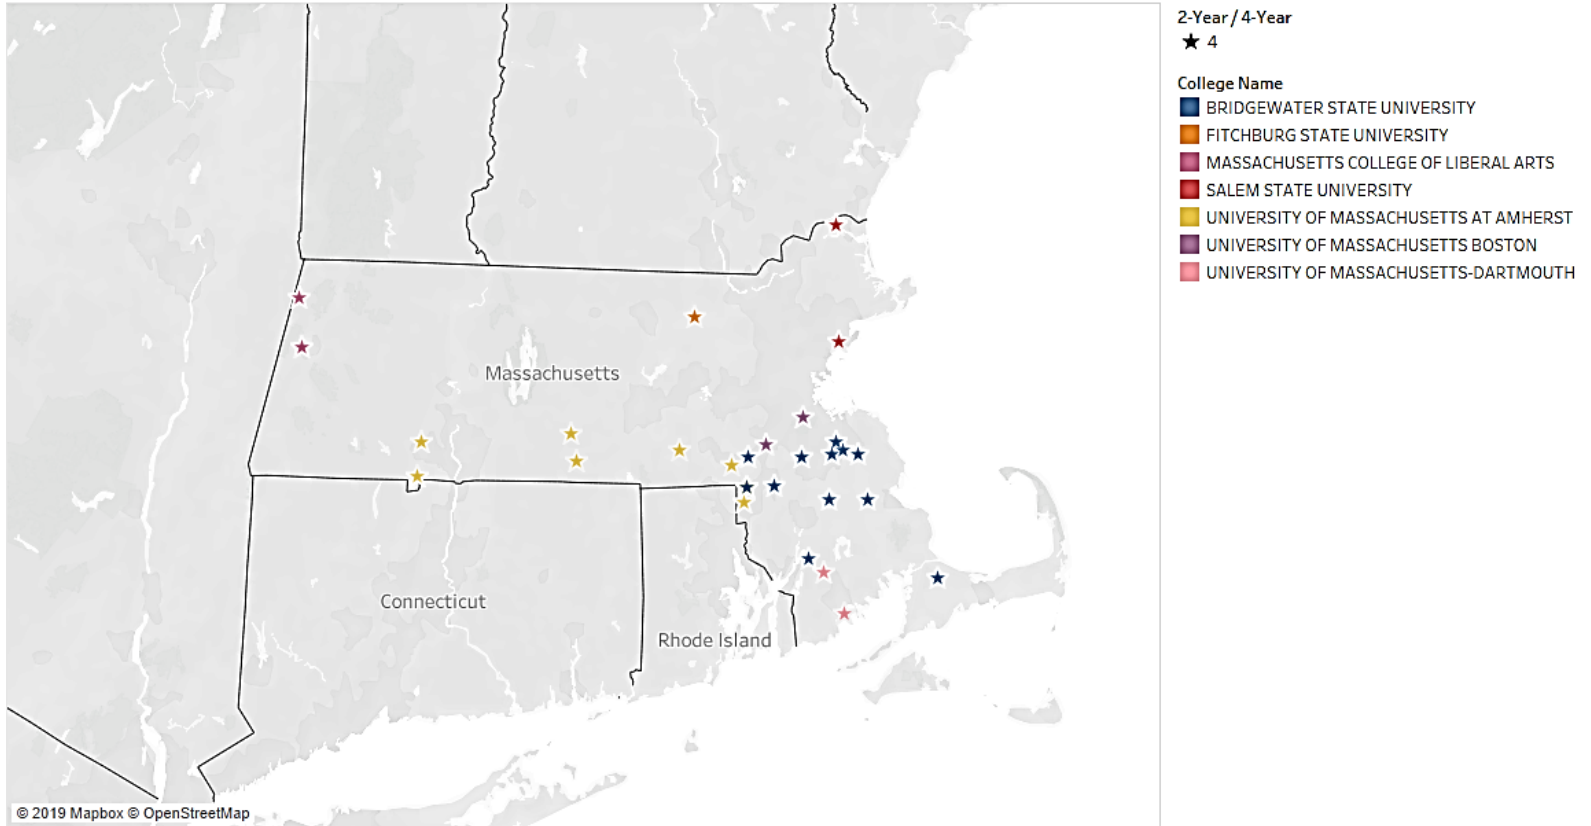 2-Year / 4-Year
4
College Name
BRIDGEWATER STATE UNIVERSITY
FITCHBURG STATE UNIVERSITY
MASSACHUSETTS COLLEGE OF LIBERAL ARTS
SALEM STATE UNIVERSITY
UNIVERSITY OF MASSACHUSETTS AT AMHERST
UNIVERSITY OF MASSACHUSETTS BOSTON
UNIVERSITY OF MASSACHUSETTS-DARTMOUTH
Massachusetts
Connecticut
Rhode Island
© 2019 Mapbox © OpenStreetMap